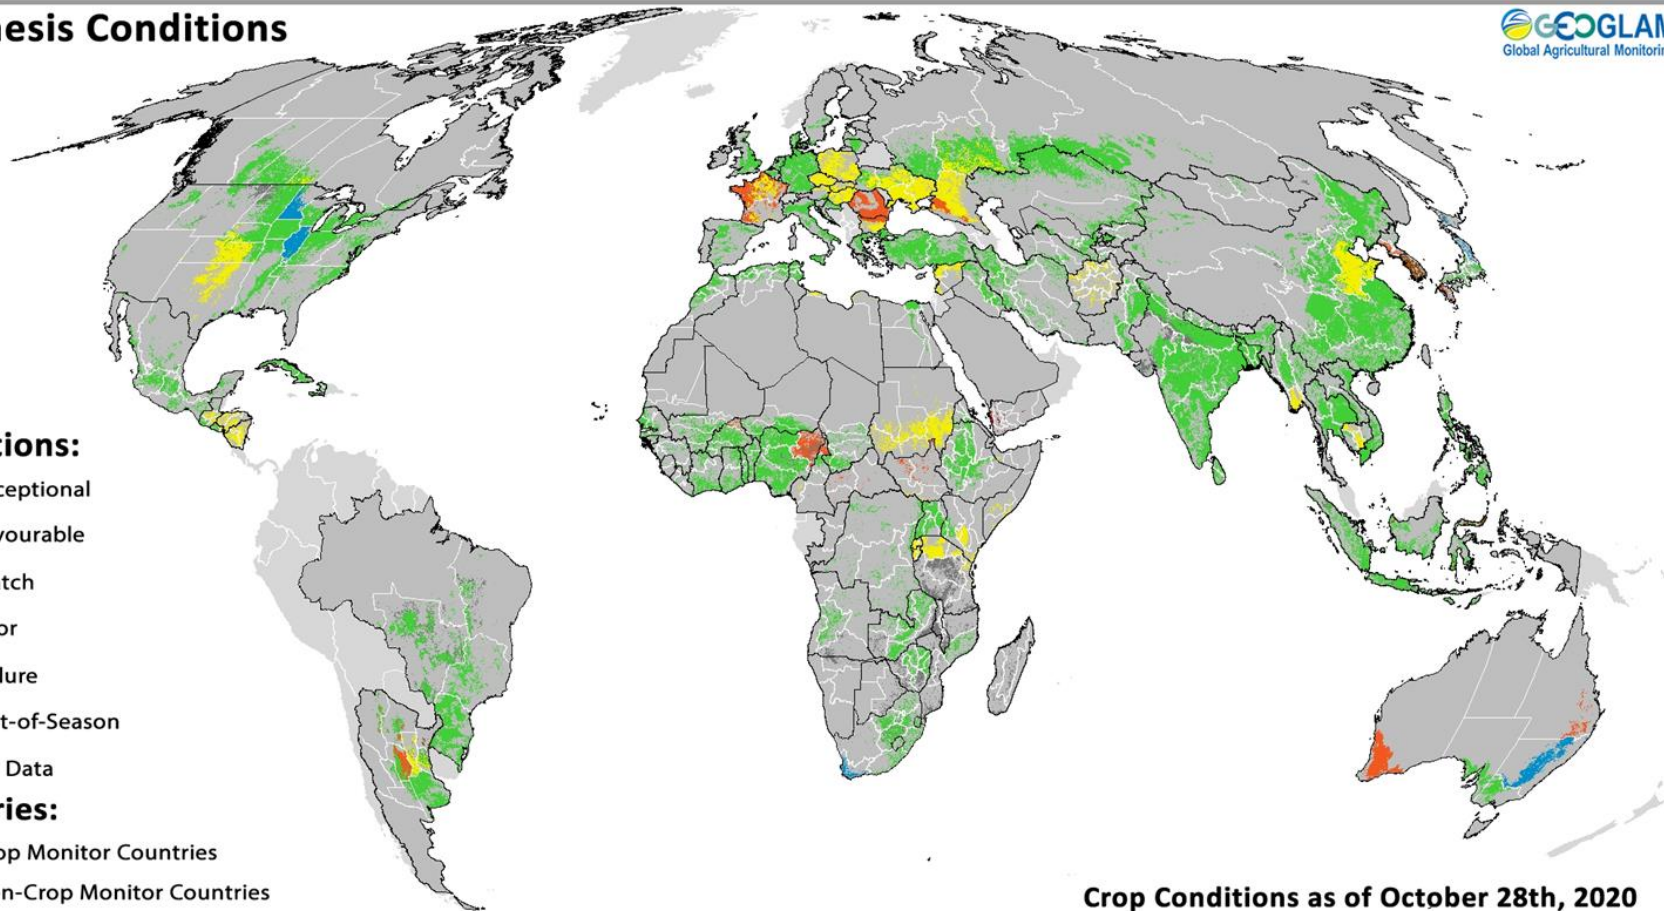 esis Conditions
GEOGLAM
Global Agricultural Monitorin
tions:
ceptional
vourable
tch
or
lure
t-of-Season
Data
ries:
op Monitor Countries
n-Crop Monitor Countries
Crop Conditions as of October 28th, 2020